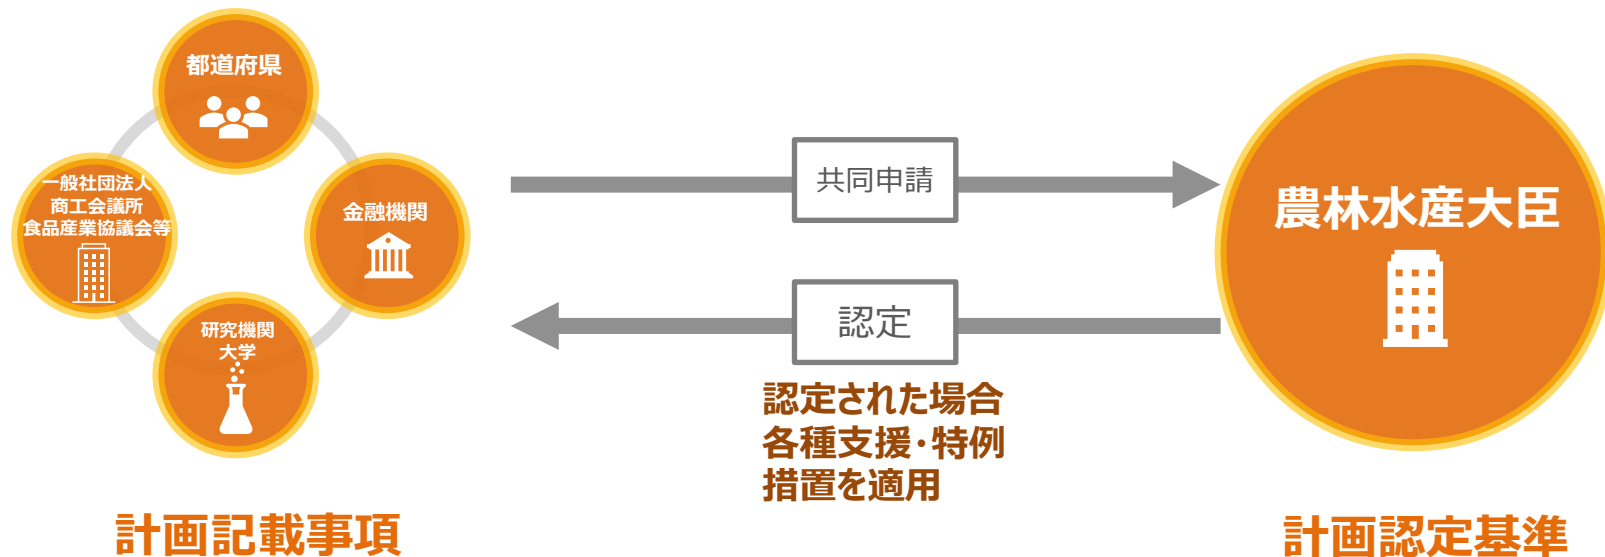 都道府県
一般社団法人
商工会議所
食品産業協議会等
金融機関
研究機関
大学
共同申請
認定
認定された場合
各種支援・特例
措置を適用
農林水産大臣
計画記載事項
計画認定基準